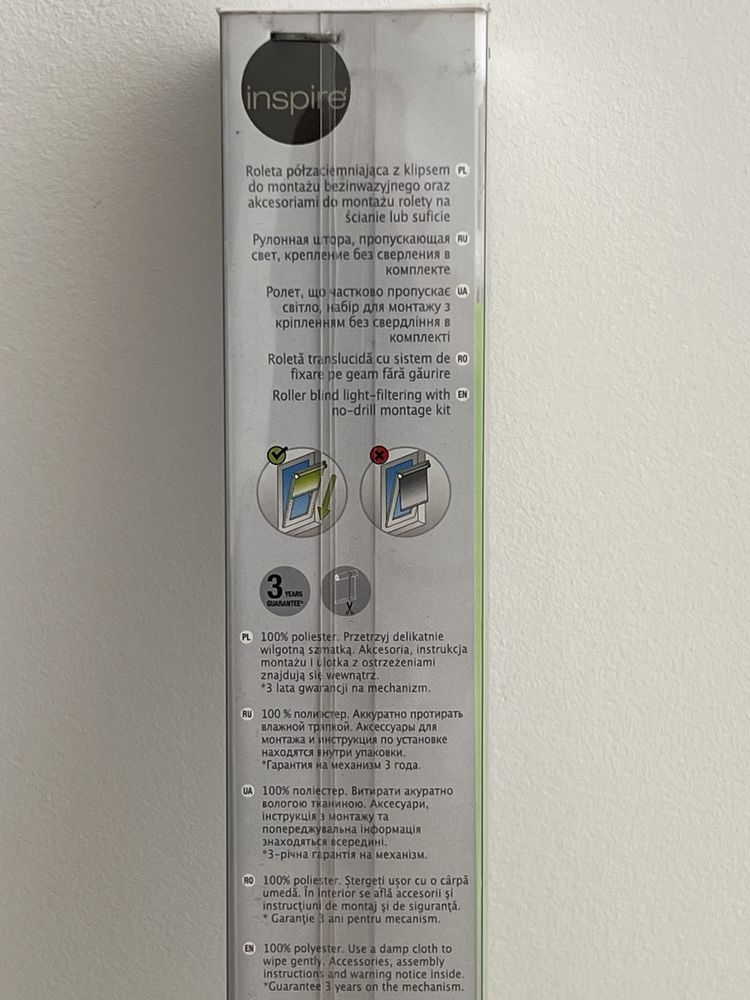 inspire
Roleta półzaciemniająca z klipsem PL
do montażu bezinwazyjnego oraz
akcesoriami do montażu rolety na
ścianie lub suficie
Рулонная штора, пропускающая RU
свет, крепление без сверления в
комплекте
Ролет, що частково пропускає UA
світло, набір для монтажу з
кріпленням без свердління в
комплекті
Roletă translucidă cu sistem de RO
fixare pe geam fără găurire
Roller blind light-filtering with EN
no-drill montage kit
3 YEARS
GUARANTEE*
PL 100% poliester. Przetrzyj delikatnie
wilgotną szmatką. Akcesoria, instrukcja
montażu i ulotka z ostrzeżeniami
znajdują się wewnątrz.
*3 lata gwarancji na mechanizm.
RU 100 % полиэстер. Аккуратно протирать
влажной тряпкой. Аксессуары для
монтажа и инструкция по установке
находятся внутри упаковки.
*Гарантия на механизм 3 года.
UA 100% поліестер. Витирати акуратно
вологою тканиною. Аксесуари,
інструкція з монтажу та
попереджувальна інформація
знаходяться всередині.
*3-річна гарантія на механізм.
RO 100% poliester. Ștergeți ușor cu o cârpă
umedă. În interior se află accesorii și
instrucțiuni de montaj și de siguranță.
* Garanție 3 ani pentru mecanism.
EN 100% polyester. Use a damp cloth to
wipe gently. Accessories, assembly
instructions and warning notice inside.
*Guarantee 3 years on the mechanism.